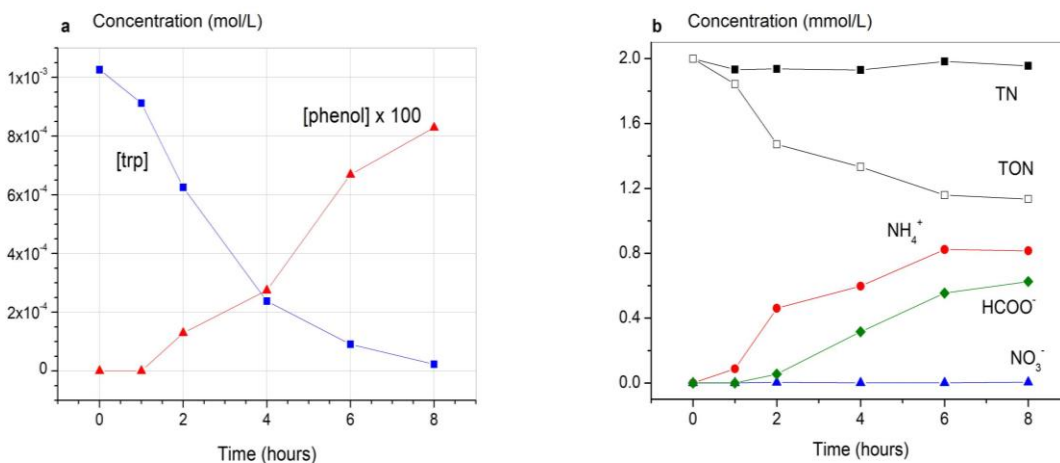 a Concentration (mol/L)
1x10⁻³
8x10⁻⁴
6x10⁻⁴
4x10⁻⁴
2x10⁻⁴
0
[trp]
[phenol] x 100
0 2 4 6 8
Time (hours)
b Concentration (mmol/L)
2.0
1.6
1.2
0.8
0.4
0.0
TN
TON
NH₄⁺
HCOO⁻
NO₃⁻
0 2 4 6 8
Time (hours)